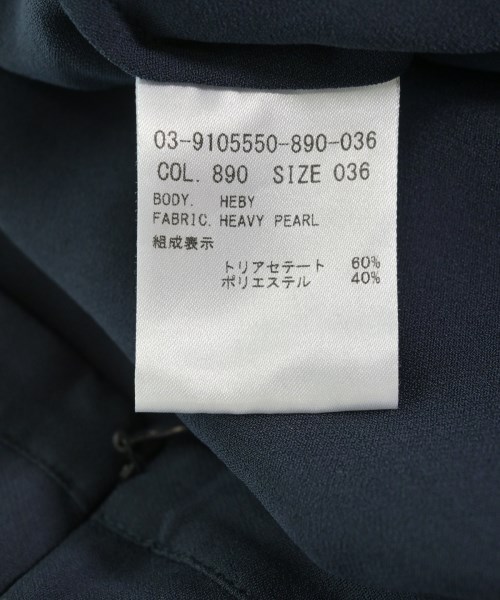 03-9105550-890-036
COL. 890 SIZE 036
BODY. HEBY
FABRIC. HEAVY PEARL
組成表示
トリアセテート 60%
ポリエステル 40%